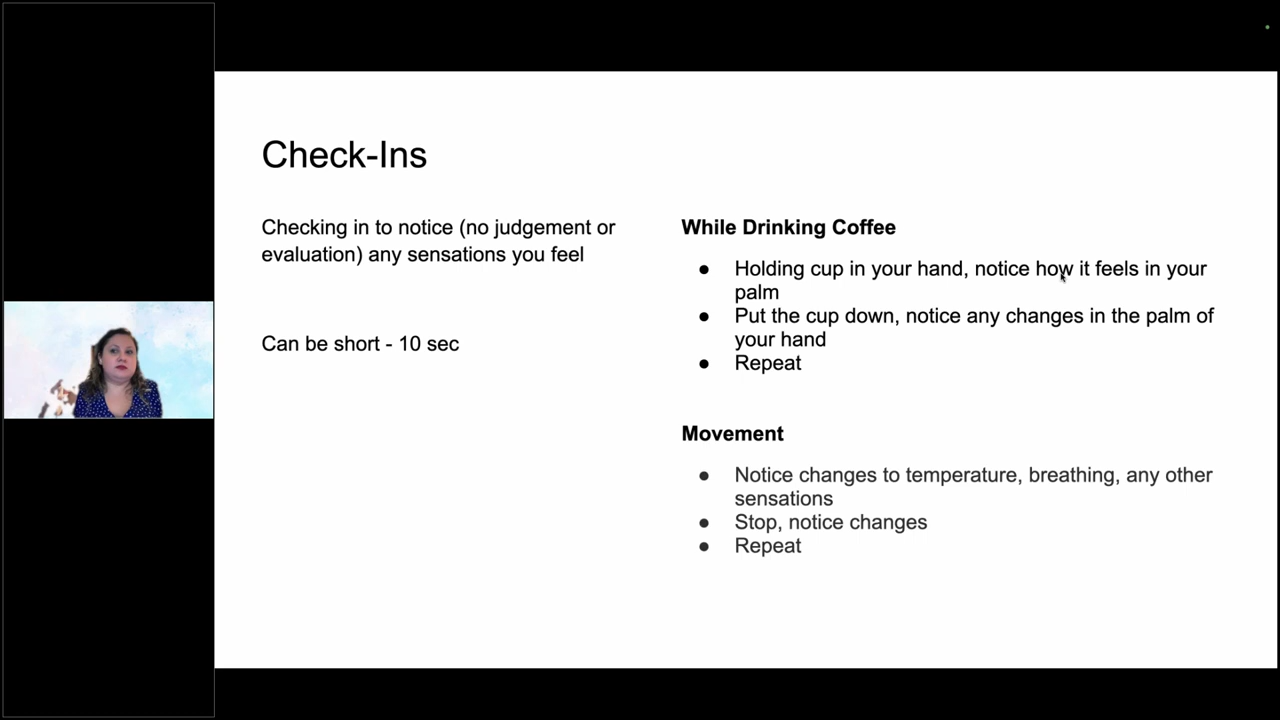 Check-Ins
Checking in to notice (no judgement or
evaluation) any sensations you feel
Can be short - 10 sec
While Drinking Coffee
● Holding cup in your hand, notice how it feels in your
palm
● Put the cup down, notice any changes in the palm of
your hand
● Repeat
Movement
● Notice changes to temperature, breathing, any other
sensations
● Stop, notice changes
● Repeat